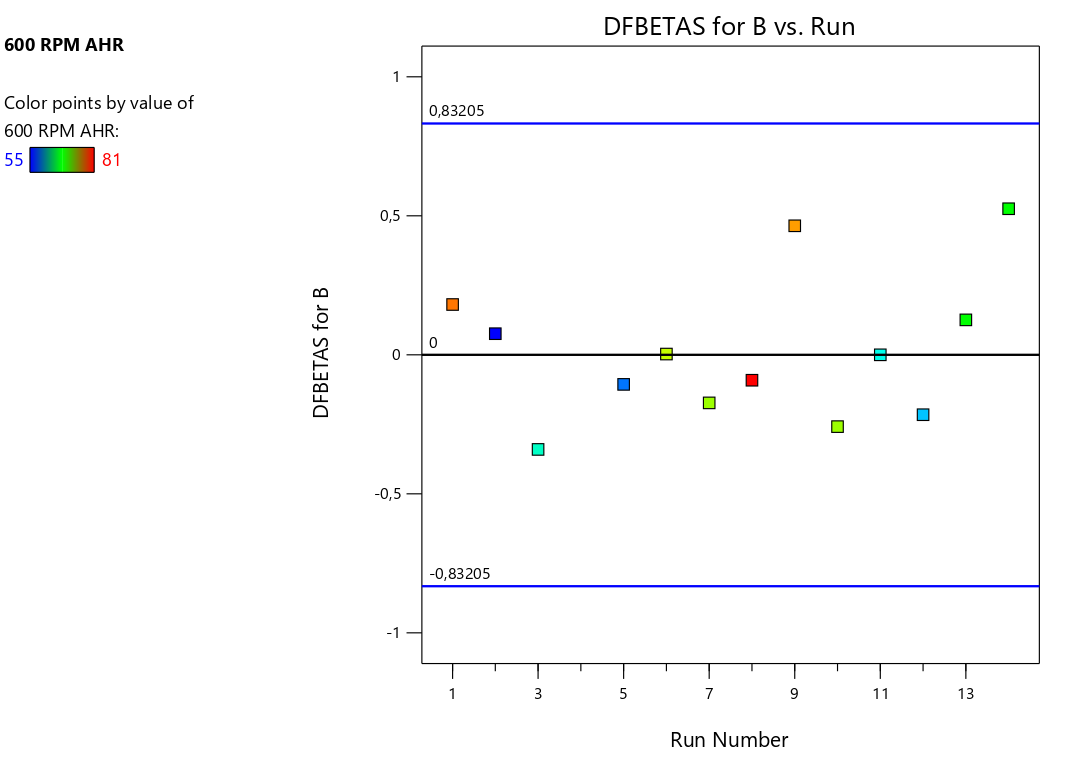 600 RPM AHR
Color points by value of
600 RPM AHR:
55 81
DFBETAS for B vs. Run
DFBETAS for B
1
0,5
0
-0,5
-1
0,83205
0
-0,83205
1 3 5 7 9 11 13
Run Number